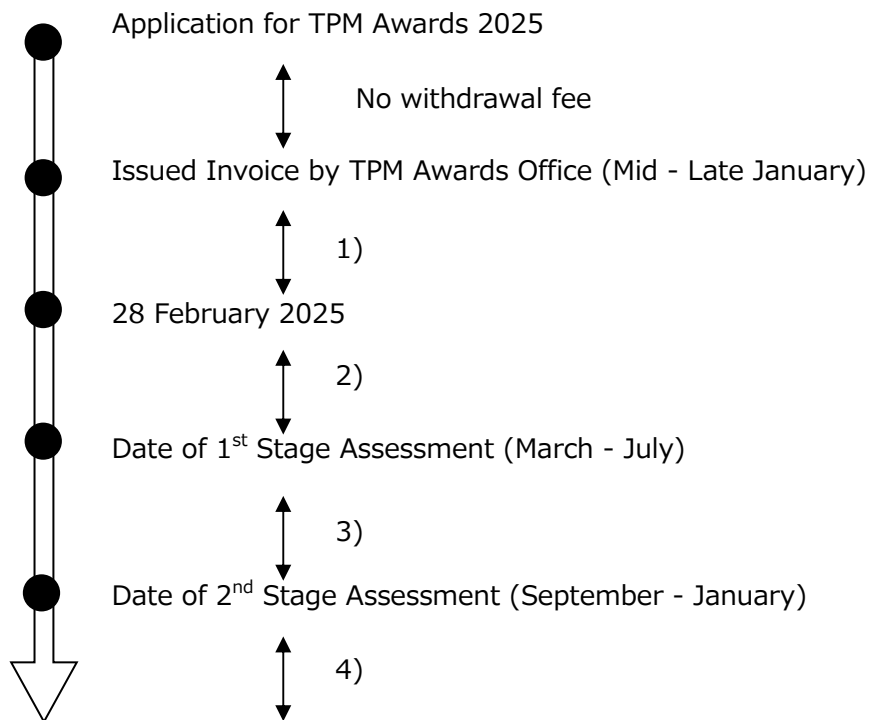 Application for TPM Awards 2025
No withdrawal fee
Issued Invoice by TPM Awards Office (Mid - Late January)
1)
28 February 2025
2)
Date of 1st Stage Assessment (March - July)
3)
Date of 2nd Stage Assessment (September - January)
4)